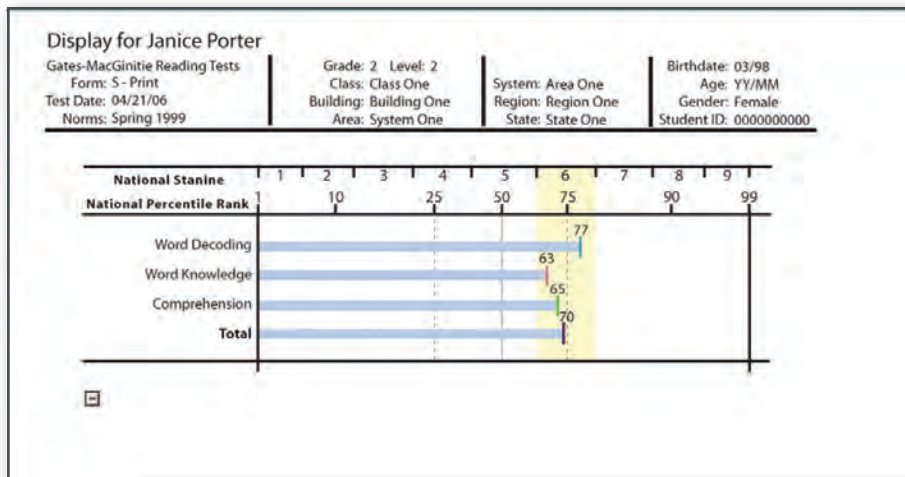 Display for Janice Porter
Gates-MacGinitie Reading Tests
Form: S - Print
Test Date: 04/21/06
Norms: Spring 1999
Grade: 2 Level: 2
Class: Class One
Building: Building One
Area: System One
System: Area One
Region: Region One
State: State One
Birthdate: 03/98
Age: YY/MM
Gender: Female
Student ID: 0000000000
National Stanine 1 2 3 4 5 6 7 8 9
National Percentile Rank 1 10 25 50 75 90 99
Word Decoding 77
Word Knowledge 63
Comprehension 65
Total 70